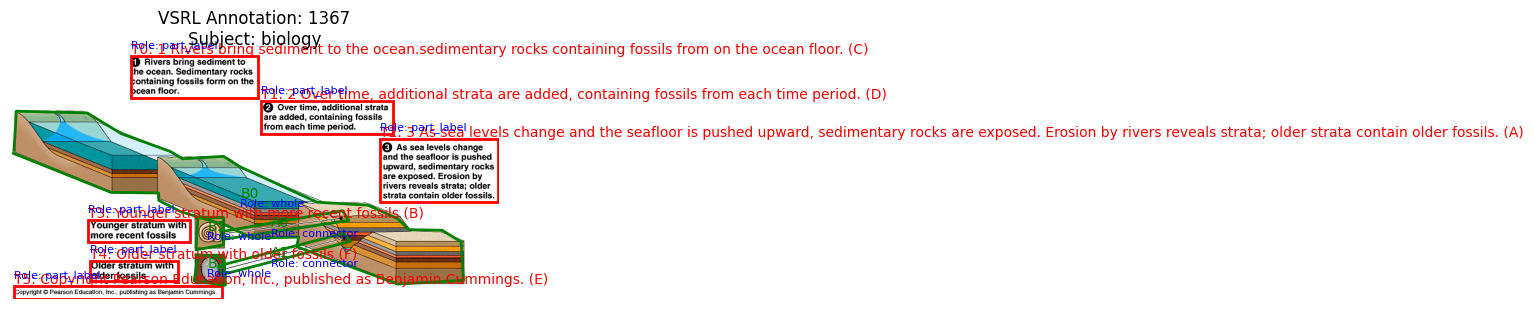 VSRL Annotation: 1367
Subject: biology
Role: part_label
T0: 1 Rivers bring sediment to the ocean.sedimentary rocks containing fossils from on the ocean floor. (C)
1 Rivers bring sediment to
the ocean. Sedimentary rocks
containing fossils form on the
ocean floor.
Role: part_label
T1: 2 Over time, additional strata are added, containing fossils from each time period. (D)
2 Over time, additional strata
are added, containing fossils
from each time period.
Role: part_label
T2: 3 As sea levels change and the seafloor is pushed upward, sedimentary rocks are exposed. Erosion by rivers reveals strata; older strata contain older fossils. (A)
3 As sea levels change
and the seafloor is pushed
upward, sedimentary rocks
are exposed. Erosion by
rivers reveals strata; older
strata contain older fossils.
B0
Role: whole
Role: part_label
T3: Younger stratum with more recent fossils (B)
Younger stratum with
more recent fossils
Role: whole
Role: connector
Role: part_label
T4: Older stratum with older fossils (F)
Older stratum with
older fossils
Role: whole
Role: connector
Role: part_label
T5: Copyright Pearson Education, Inc., published as Benjamin Cummings. (E)
Copyright © Pearson Education, Inc., publishing as Benjamin Cummings.